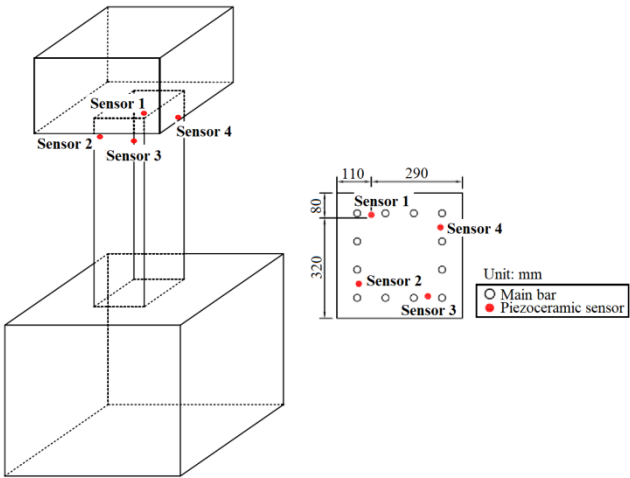 Sensor 1
Sensor 4
Sensor 2
Sensor 3
110
290
80
Sensor 1
Sensor 4
320
Sensor 2
Sensor 3
Unit: mm
Main bar
Piezoceramic sensor